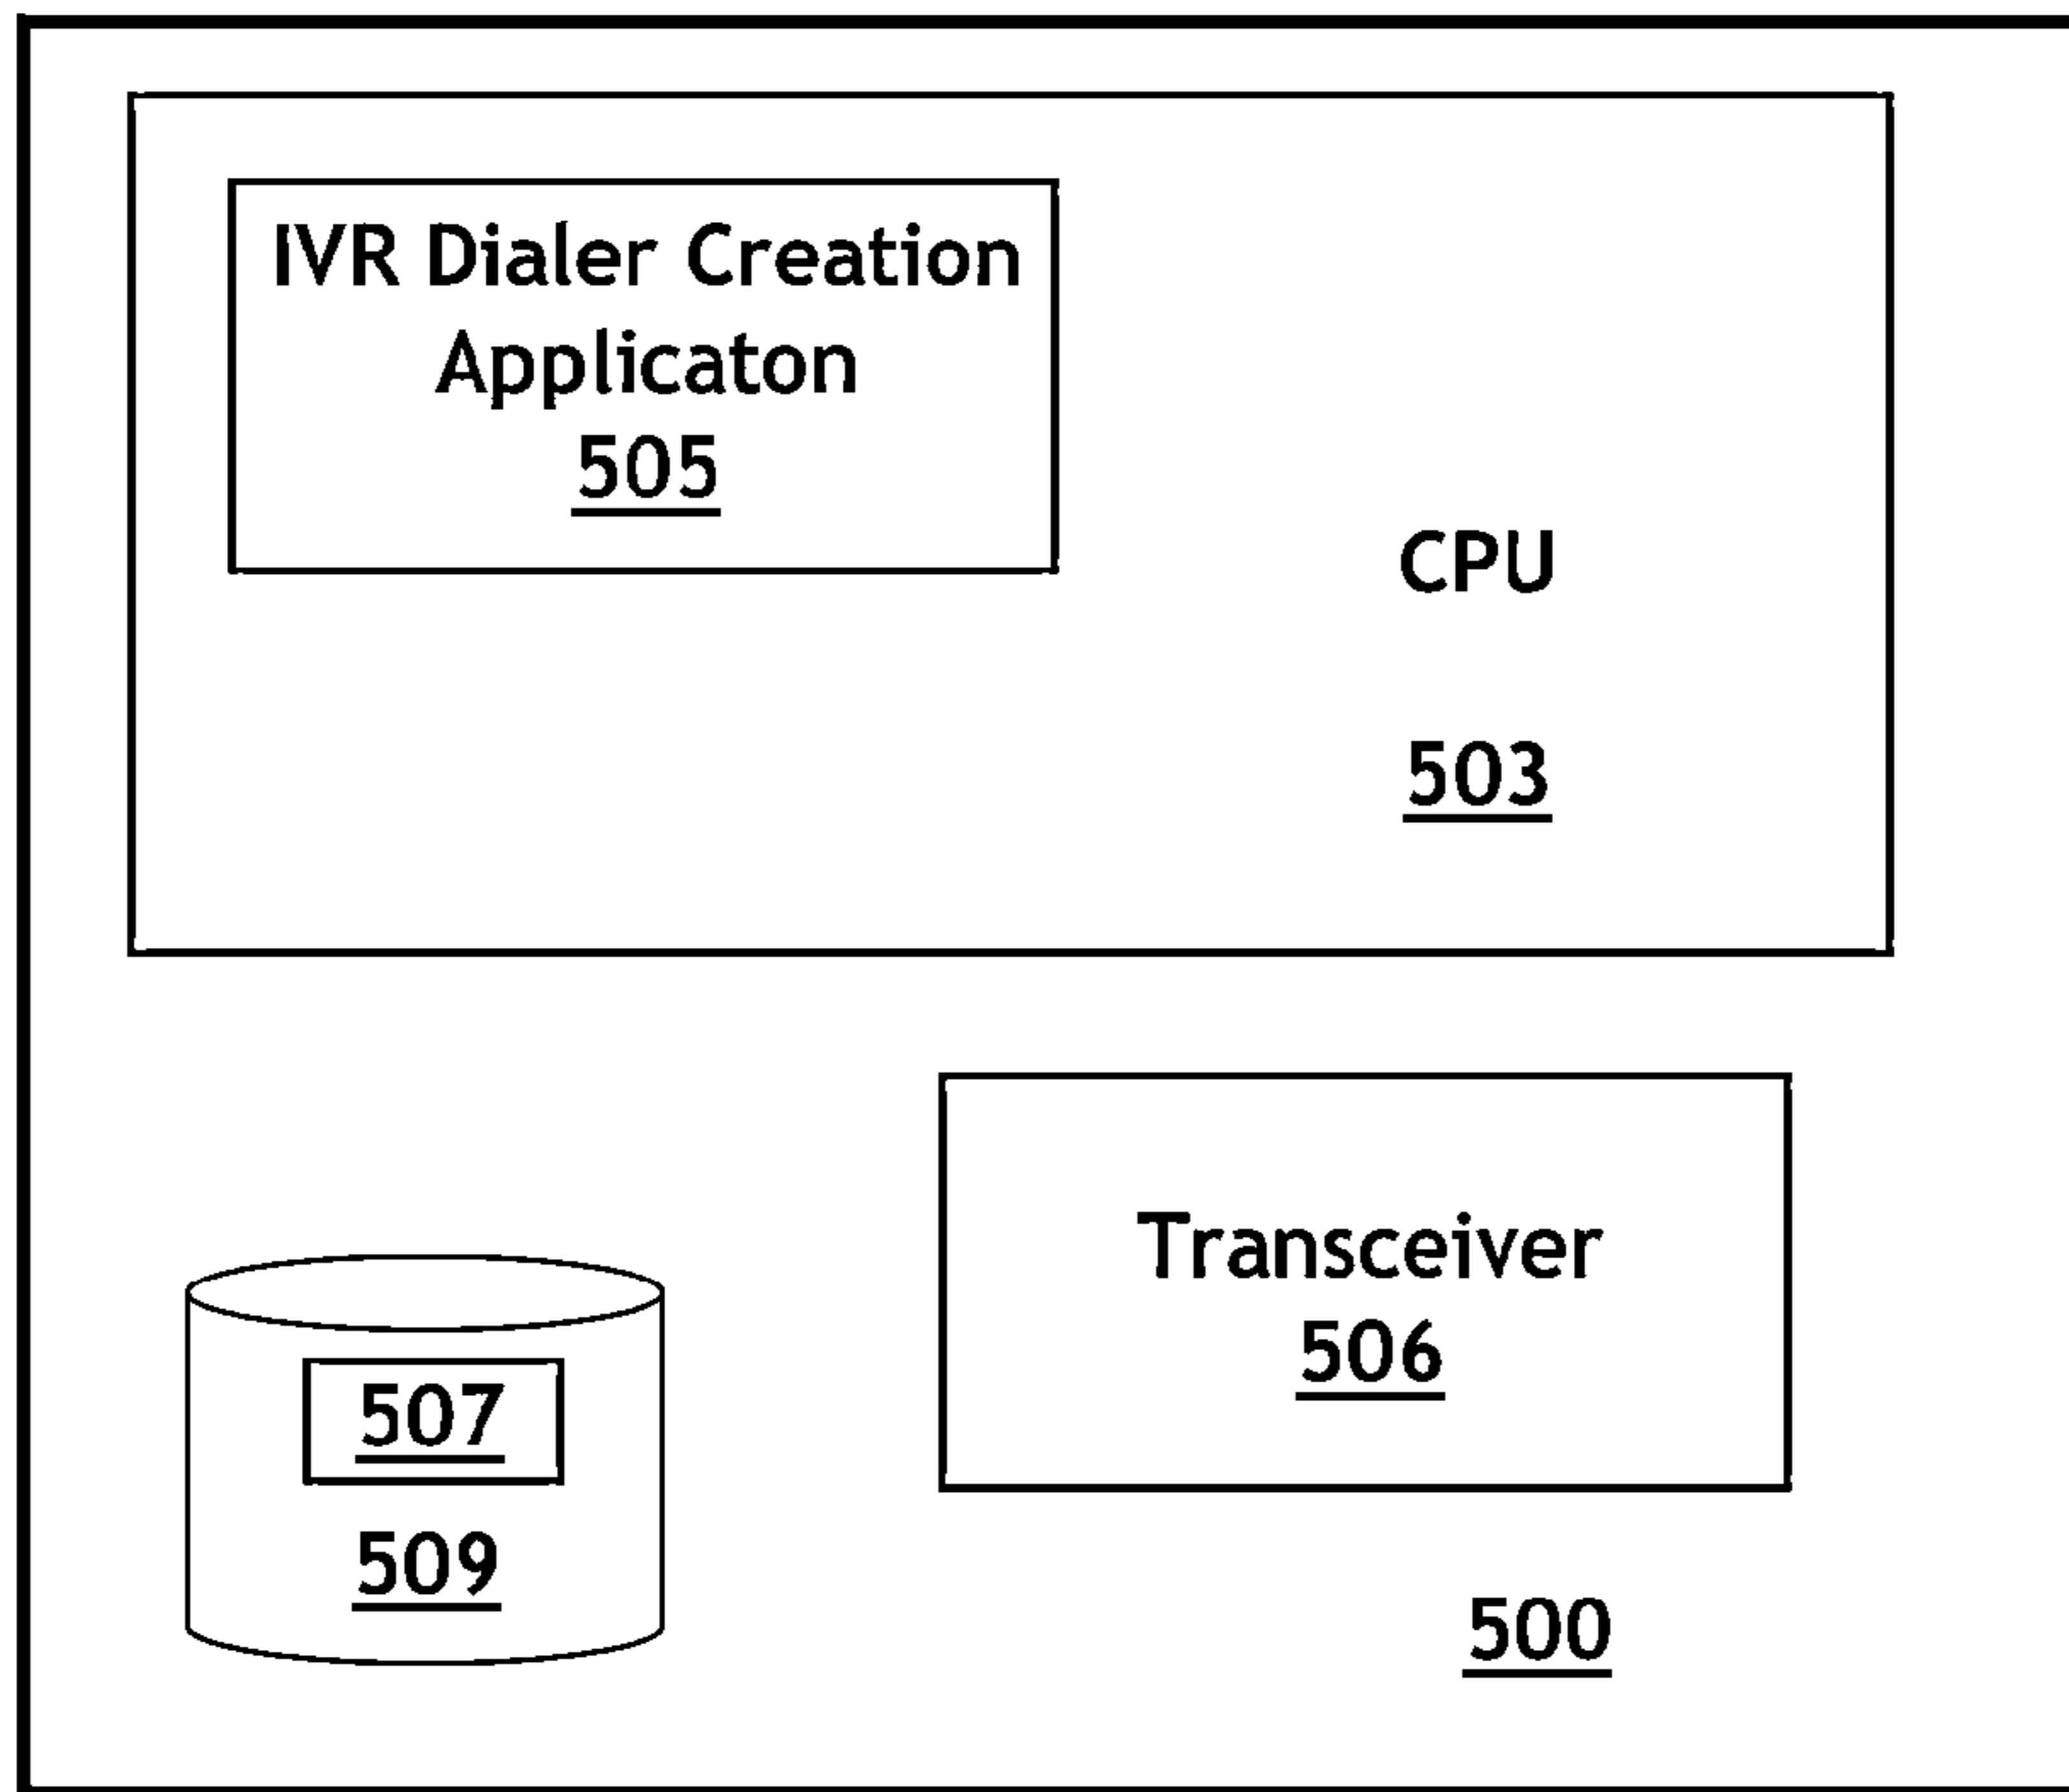 IVR Dialer Creation
Applicaton
505
CPU
503
Transceiver
506
507
509
500